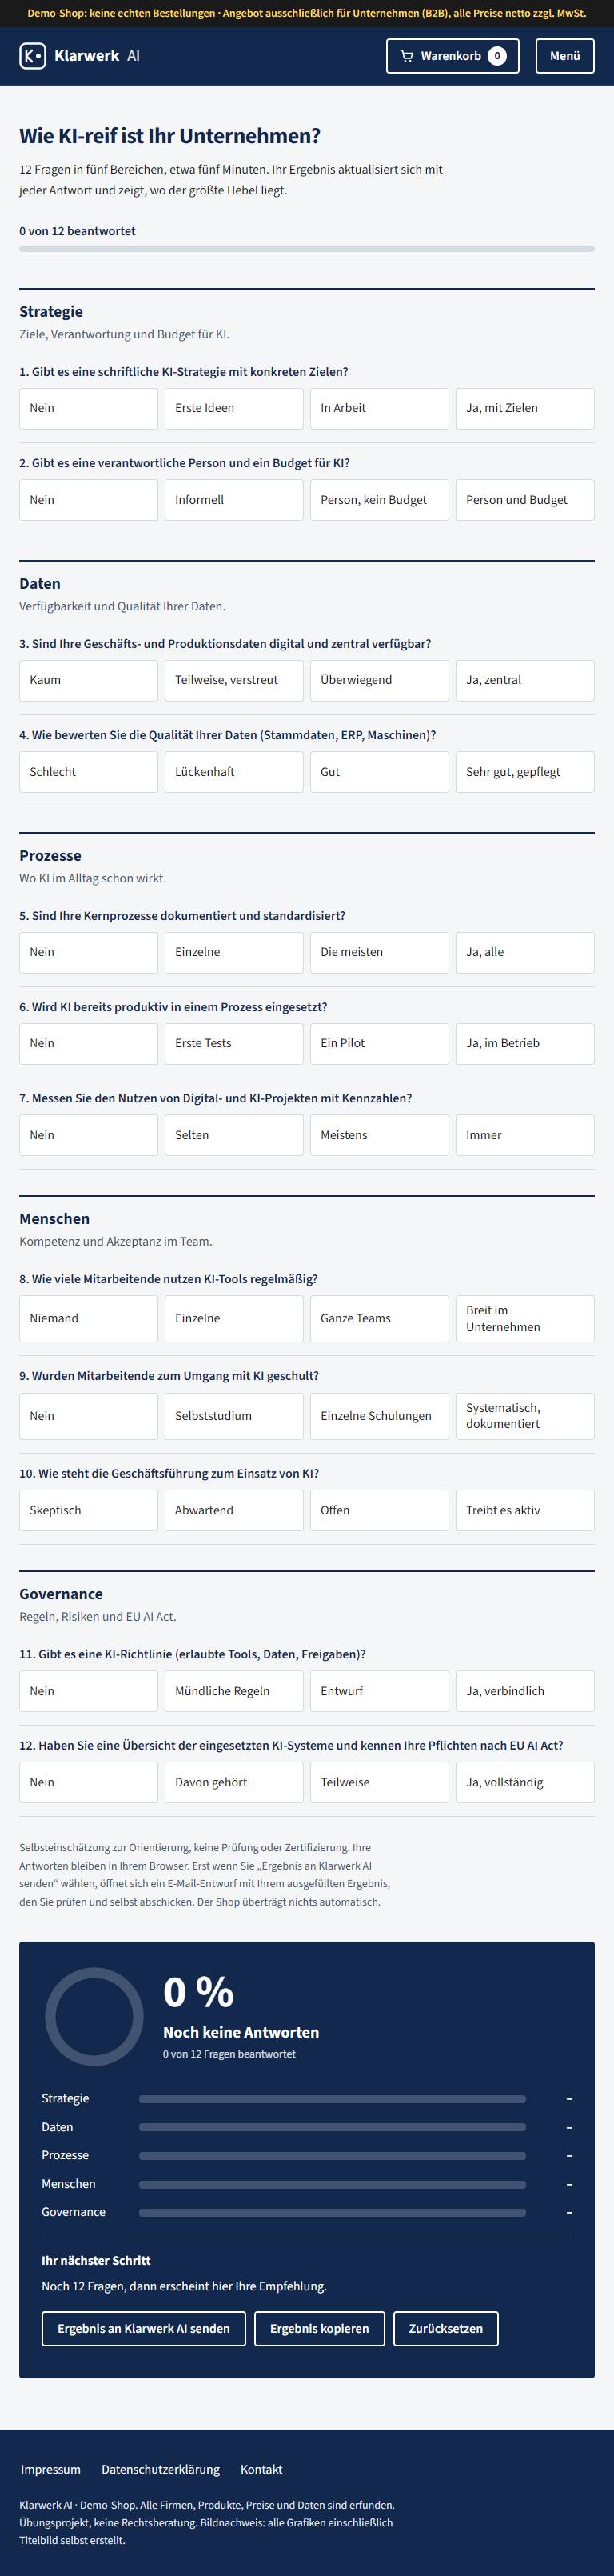 Demo-Shop: keine echten Bestellungen · Angebot ausschließlich für Unternehmen (B2B), alle Preise netto zzgl. MwSt.
K Klarwerk AI
Warenkorb 0
Menü
Wie KI-reif ist Ihr Unternehmen?
12 Fragen in fünf Bereichen, etwa fünf Minuten. Ihr Ergebnis aktualisiert sich mit
jeder Antwort und zeigt, wo der größte Hebel liegt.
0 von 12 beantwortet
Strategie
Ziele, Verantwortung und Budget für KI.
1. Gibt es eine schriftliche KI-Strategie mit konkreten Zielen?
Nein
Erste Ideen
In Arbeit
Ja, mit Zielen
2. Gibt es eine verantwortliche Person und ein Budget für KI?
Nein
Informell
Person, kein Budget
Person und Budget
Daten
Verfügbarkeit und Qualität Ihrer Daten.
3. Sind Ihre Geschäfts- und Produktionsdaten digital und zentral verfügbar?
Kaum
Teilweise, verstreut
Überwiegend
Ja, zentral
4. Wie bewerten Sie die Qualität Ihrer Daten (Stammdaten, ERP, Maschinen)?
Schlecht
Lückenhaft
Gut
Sehr gut, gepflegt
Prozesse
Wo KI im Alltag schon wirkt.
5. Sind Ihre Kernprozesse dokumentiert und standardisiert?
Nein
Einzelne
Die meisten
Ja, alle
6. Wird KI bereits produktiv in einem Prozess eingesetzt?
Nein
Erste Tests
Ein Pilot
Ja, im Betrieb
7. Messen Sie den Nutzen von Digital- und KI-Projekten mit Kennzahlen?
Nein
Selten
Meistens
Immer
Menschen
Kompetenz und Akzeptanz im Team.
8. Wie viele Mitarbeitende nutzen KI-Tools regelmäßig?
Niemand
Einzelne
Ganze Teams
Breit im
Unternehmen
9. Wurden Mitarbeitende zum Umgang mit KI geschult?
Nein
Selbststudium
Einzelne Schulungen
Systematisch,
dokumentiert
10. Wie steht die Geschäftsführung zum Einsatz von KI?
Skeptisch
Abwartend
Offen
Treibt es aktiv
Governance
Regeln, Risiken und EU AI Act.
11. Gibt es eine KI-Richtlinie (erlaubte Tools, Daten, Freigaben)?
Nein
Mündliche Regeln
Entwurf
Ja, verbindlich
12. Haben Sie eine Übersicht der eingesetzten KI-Systeme und kennen Ihre Pflichten nach EU AI Act?
Nein
Davon gehört
Teilweise
Ja, vollständig
Selbsteinschätzung zur Orientierung, keine Prüfung oder Zertifizierung. Ihre
Antworten bleiben in Ihrem Browser. Erst wenn Sie „Ergebnis an Klarwerk AI
senden“ wählen, öffnet sich ein E-Mail-Entwurf mit Ihrem ausgefüllten Ergebnis,
den Sie prüfen und selbst abschicken. Der Shop überträgt nichts automatisch.
0 %
Noch keine Antworten
0 von 12 Fragen beantwortet
Strategie –
Daten –
Prozesse –
Menschen –
Governance –
Ihr nächster Schritt
Noch 12 Fragen, dann erscheint hier Ihre Empfehlung.
Ergebnis an Klarwerk AI senden
Ergebnis kopieren
Zurücksetzen
Impressum Datenschutzerklärung Kontakt
Klarwerk AI · Demo-Shop. Alle Firmen, Produkte, Preise und Daten sind erfunden.
Übungsprojekt, keine Rechtsberatung. Bildnachweis: alle Grafiken einschließlich
Titelbild selbst erstellt.